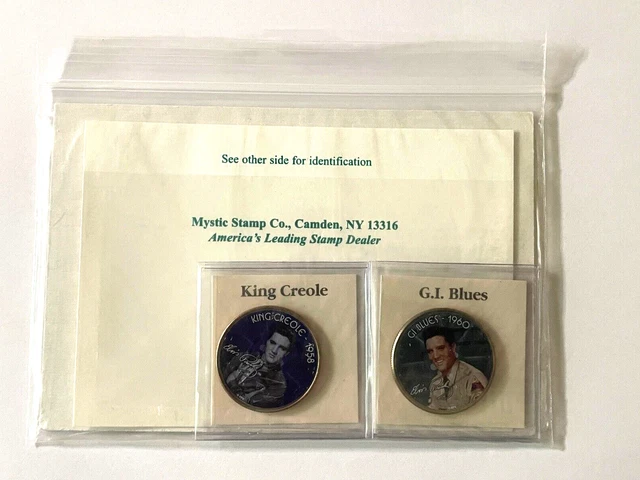 See other side for identification
Mystic Stamp Co., Camden, NY 13316
America's Leading Stamp Dealer
King Creole
G.I. Blues
KING CREOLE - 1958
GI BLUES - 1960